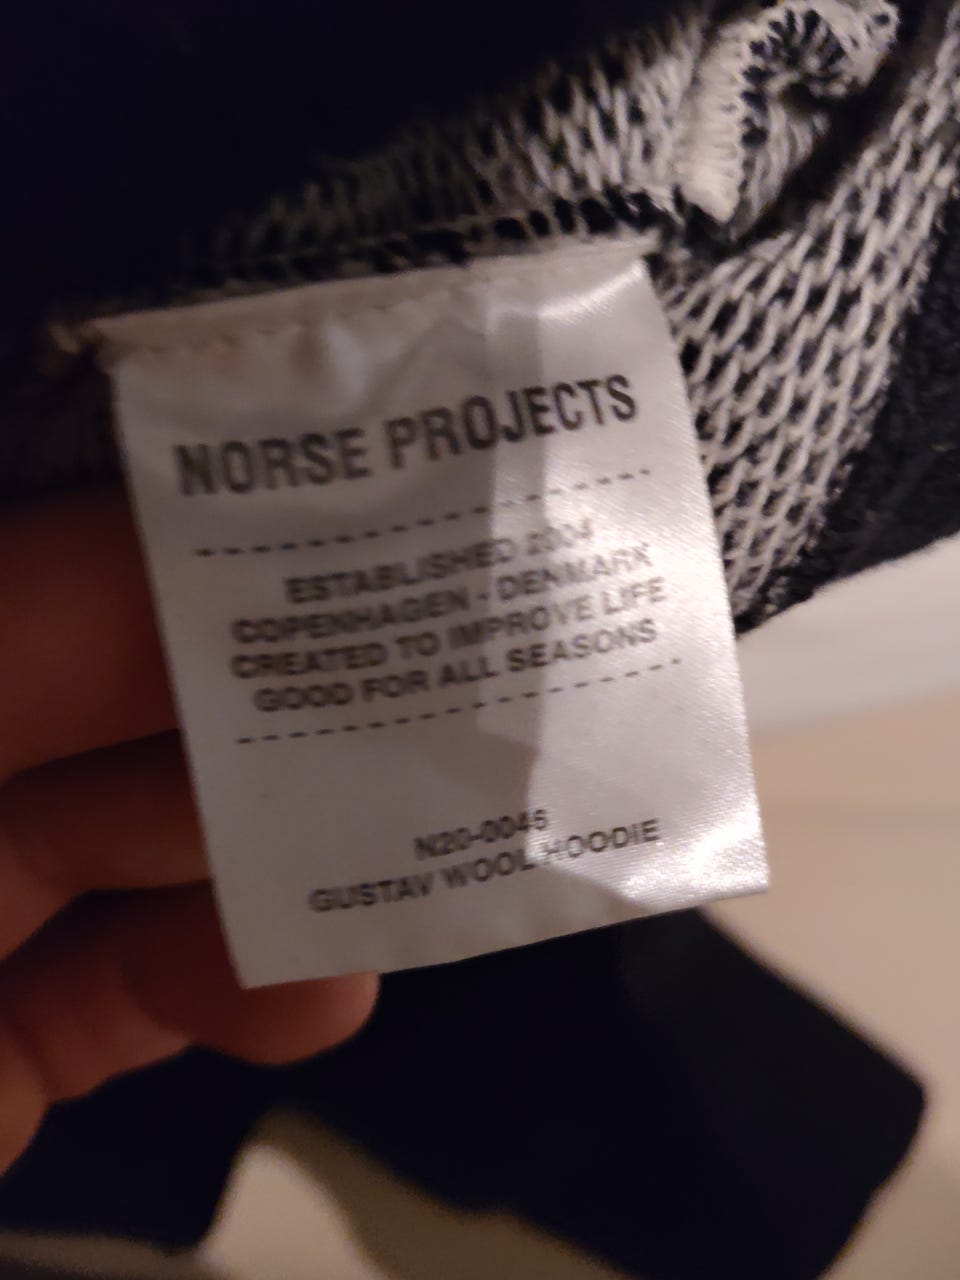 NORSE PROJECTS
ESTABLISHED 2004
COPENHAGEN - DENMARK
CREATED TO IMPROVE LIFE
GOOD FOR ALL SEASONS
N20-0046
GUSTAV WOOL HOODIE